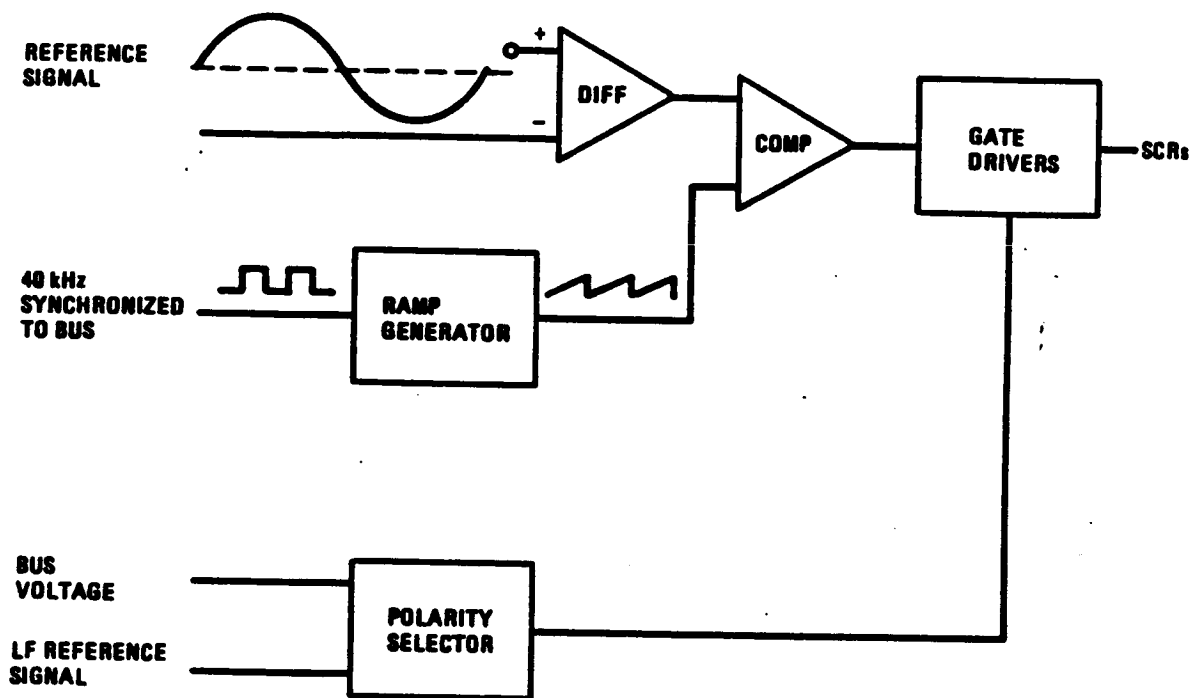 REFERENCE
SIGNAL
+
-
DIFF
COMP
GATE
DRIVERS
SCRs
40 kHz
SYNCHRONIZED
TO BUS
RAMP
GENERATOR
BUS
VOLTAGE
LF REFERENCE
SIGNAL
POLARITY
SELECTOR